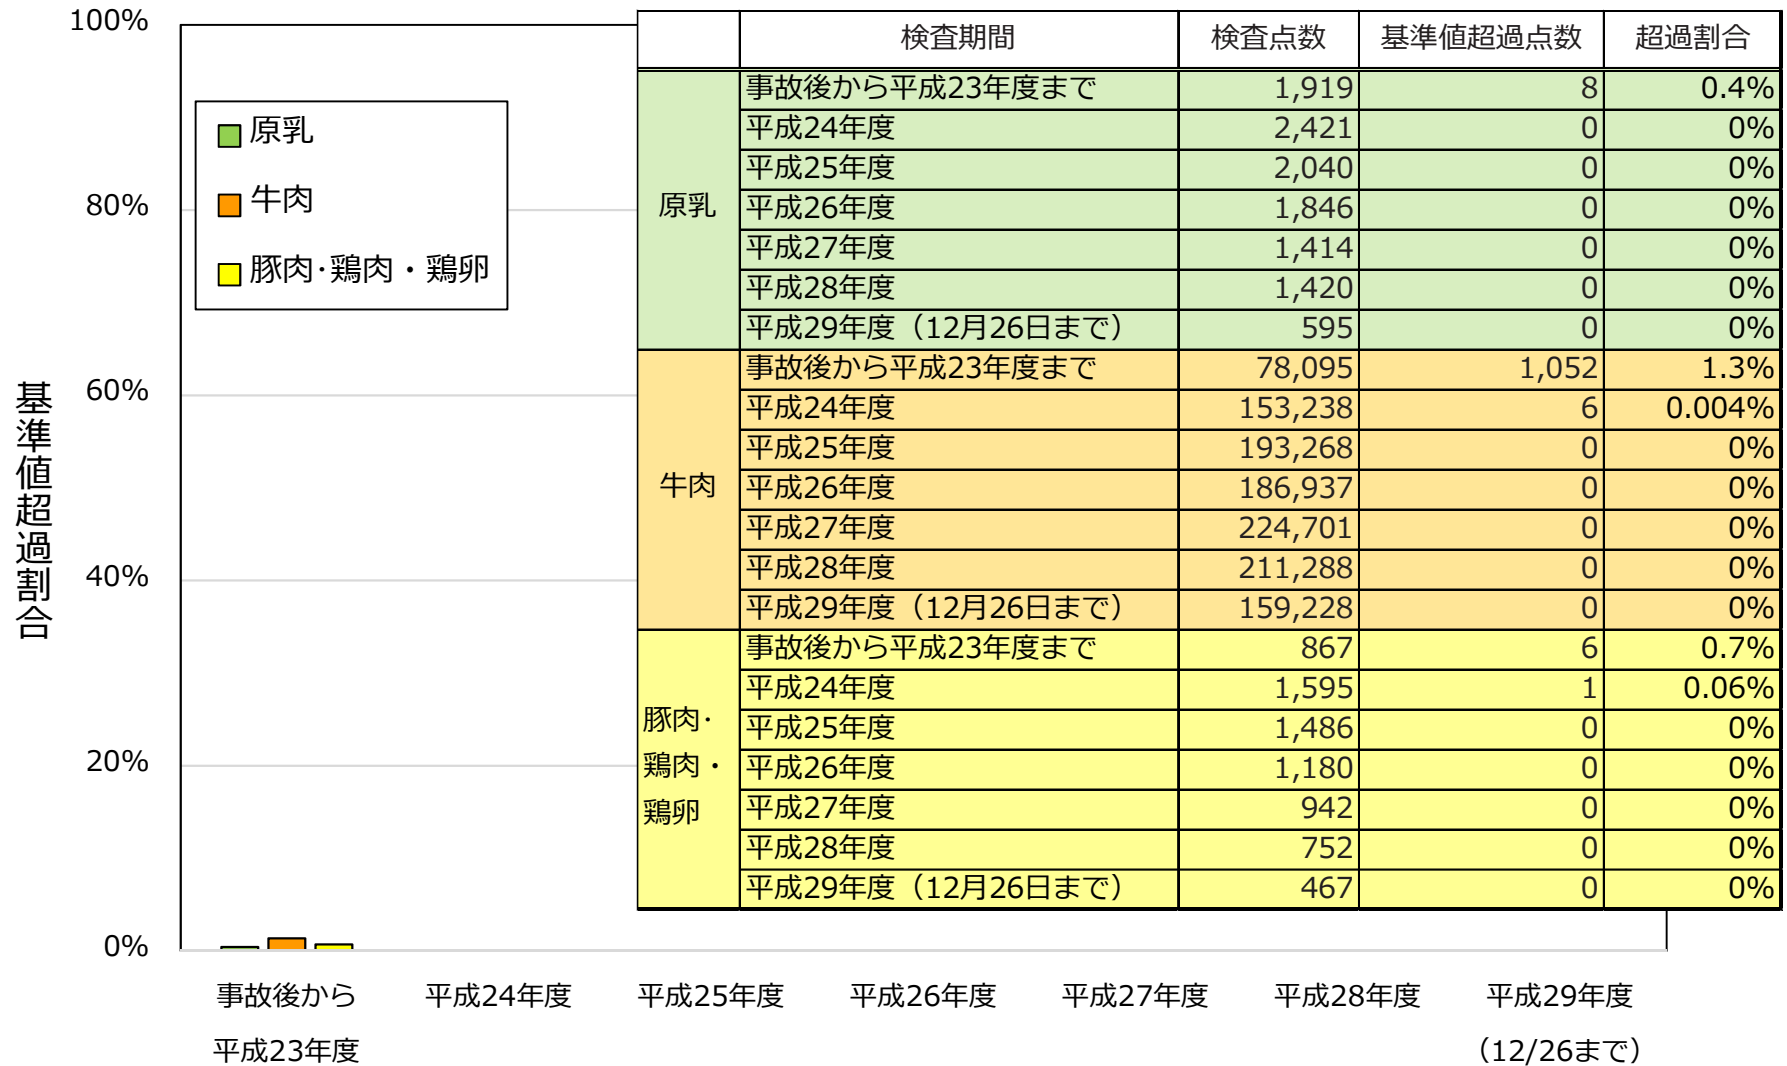 100%
80%
60%
40%
20%
0%
基準値超過割合
原乳
牛肉
豚肉･鶏肉・鶏卵
検査期間 検査点数 基準値超過点数 超過割合
原乳
事故後から平成23年度まで 1,919 8 0.4%
平成24年度 2,421 0 0%
平成25年度 2,040 0 0%
平成26年度 1,846 0 0%
平成27年度 1,414 0 0%
平成28年度 1,420 0 0%
平成29年度（12月26日まで） 595 0 0%
牛肉
事故後から平成23年度まで 78,095 1,052 1.3%
平成24年度 153,238 6 0.004%
平成25年度 193,268 0 0%
平成26年度 186,937 0 0%
平成27年度 224,701 0 0%
平成28年度 211,288 0 0%
平成29年度（12月26日まで） 159,228 0 0%
豚肉･
鶏肉・
鶏卵
事故後から平成23年度まで 867 6 0.7%
平成24年度 1,595 1 0.06%
平成25年度 1,486 0 0%
平成26年度 1,180 0 0%
平成27年度 942 0 0%
平成28年度 752 0 0%
平成29年度（12月26日まで） 467 0 0%
事故後から 平成24年度 平成25年度 平成26年度 平成27年度 平成28年度 平成29年度
平成23年度 （12/26まで）